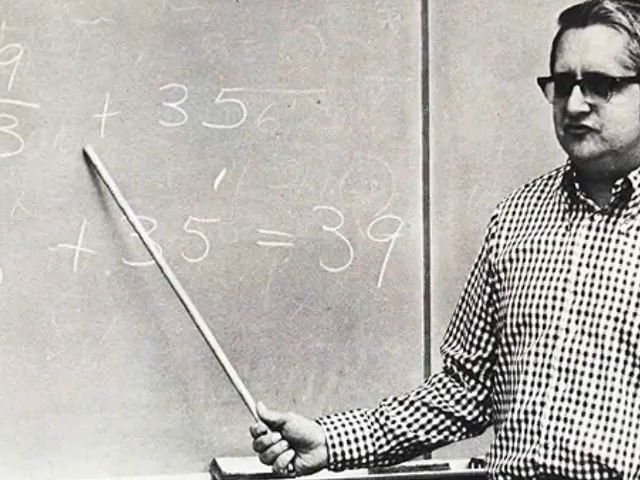 9
3 + 35
+ 35 = 39